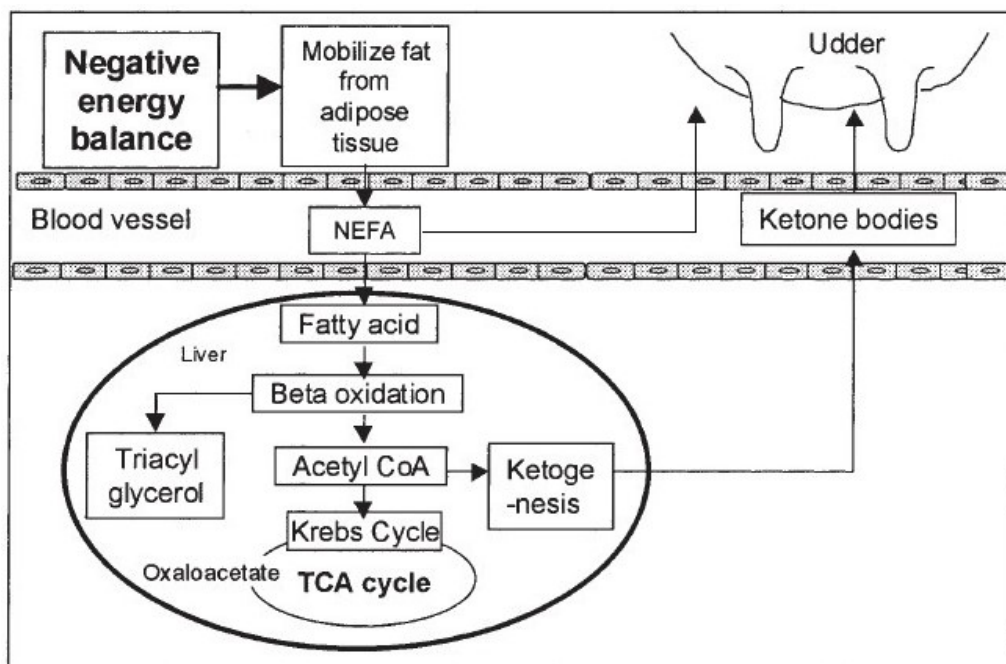 Negative
energy
balance
Mobilize fat
from
adipose
tissue
Udder
Blood vessel
NEFA
Ketone bodies
Fatty acid
Liver
Beta oxidation
Triacyl
glycerol
Acetyl CoA
Ketoge
-nesis
Krebs Cycle
Oxaloacetate
TCA cycle